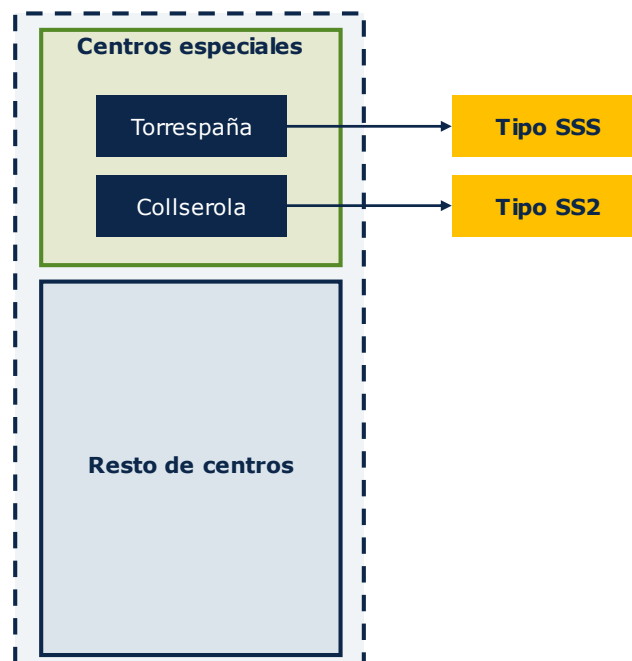 Centros especiales
Torrespaña
Tipo SSS
Collserola
Tipo SS2
Resto de centros